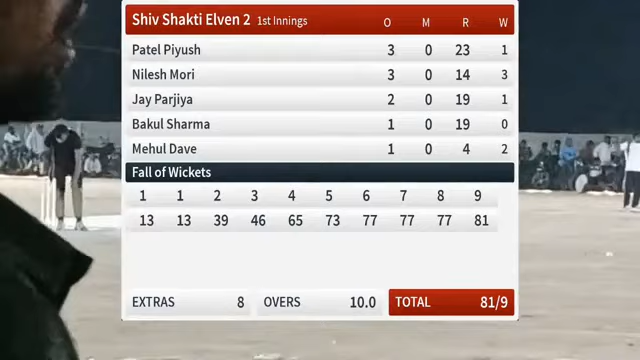 Shiv Shakti Elven 2 1st Innings O M R W
Patel Piyush 3 0 23 1
Nilesh Mori 3 0 14 3
Jay Parjiya 2 0 19 1
Bakul Sharma 1 0 19 0
Mehul Dave 1 0 4 2
Fall of Wickets
1 1 2 3 4 5 6 7 8 9
13 13 39 46 65 73 77 77 77 81
EXTRAS 8 OVERS 10.0 TOTAL 81/9